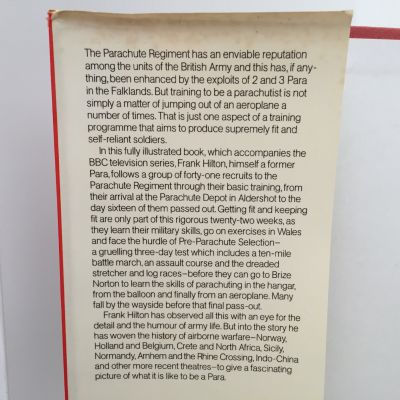 The Parachute Regiment has an enviable reputation
among the units of the British Army and this has, if any-
thing, been enhanced by the exploits of 2 and 3 Para
in the Falklands. But training to be a parachutist is not
simply a matter of jumping out of an aeroplane a
number of times. That is just one aspect of a training
programme that aims to produce supremely fit and
self-reliant soldiers.
In this fully illustrated book, which accompanies the
BBC television series, Frank Hilton, himself a former
Para, follows a group of forty-one recruits to the
Parachute Regiment through their basic training, from
their arrival at the Parachute Depot in Aldershot to the
day sixteen of them passed out. Getting fit and keeping
fit are only part of this rigorous twenty-two weeks, as
they learn their military skills, go on exercises in Wales
and face the hurdle of Pre-Parachute Selection–
a gruelling three-day test which includes a ten-mile
battle march, an assault course and the dreaded
stretcher and log races–before they can go to Brize
Norton to learn the skills of parachuting in the hangar,
from the balloon and finally from an aeroplane. Many
fall by the wayside before that final pass-out.
Frank Hilton has observed all this with an eye for the
detail and the humour of army life. But into the story he
has woven the history of airborne warfare–Norway,
Holland and Belgium, Crete and North Africa, Sicily,
Normandy, Arnhem and the Rhine Crossing, Indo-China
and other more recent theatres–to give a fascinating
picture of what it is like to be a Para.